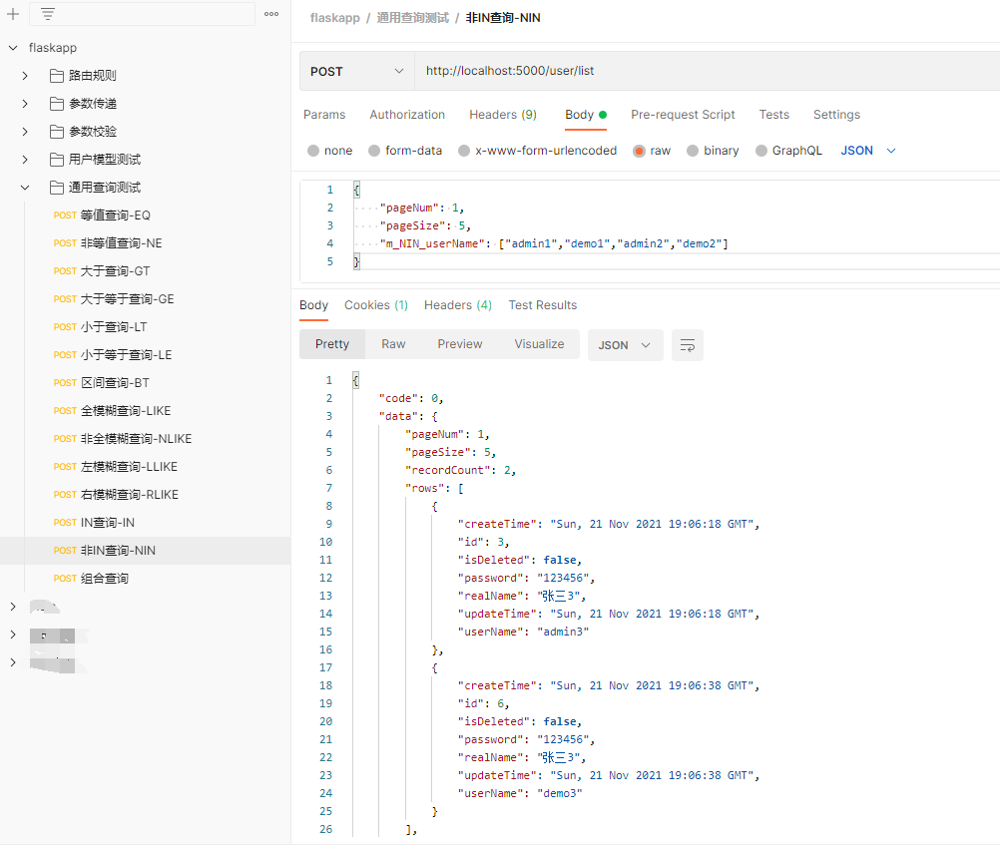 flaskapp
路由规则
参数传递
参数校验
用户模型测试
通用查询测试
POST 等值查询-EQ
POST 非等值查询-NE
POST 大于查询-GT
POST 大于等于查询-GE
POST 小于查询-LT
POST 小于等于查询-LE
POST 区间查询-BT
POST 全模糊查询-LIKE
POST 非全模糊查询-NLIKE
POST 左模糊查询-LLIKE
POST 右模糊查询-RLIKE
POST IN查询-IN
POST 非IN查询-NIN
POST 组合查询
flaskapp / 通用查询测试 / 非IN查询-NIN
POST http://localhost:5000/user/list
Params Authorization Headers (9) Body Pre-request Script Tests Settings
none form-data x-www-form-urlencoded raw binary GraphQL JSON
1 {
2 "pageNum": 1,
3 "pageSize": 5,
4 "m_NIN_userName": ["admin1","demo1","admin2","demo2"]
5 }
Body Cookies (1) Headers (4) Test Results
Pretty Raw Preview Visualize JSON
1 {
2 "code": 0,
3 "data": {
4 "pageNum": 1,
5 "pageSize": 5,
6 "recordCount": 2,
7 "rows": [
8 {
9 "createTime": "Sun, 21 Nov 2021 19:06:18 GMT",
10 "id": 3,
11 "isDeleted": false,
12 "password": "123456",
13 "realName": "张三3",
14 "updateTime": "Sun, 21 Nov 2021 19:06:18 GMT",
15 "userName": "admin3"
16 },
17 {
18 "createTime": "Sun, 21 Nov 2021 19:06:38 GMT",
19 "id": 6,
20 "isDeleted": false,
21 "password": "123456",
22 "realName": "张三3",
23 "updateTime": "Sun, 21 Nov 2021 19:06:38 GMT",
24 "userName": "demo3"
25 }
26 ],